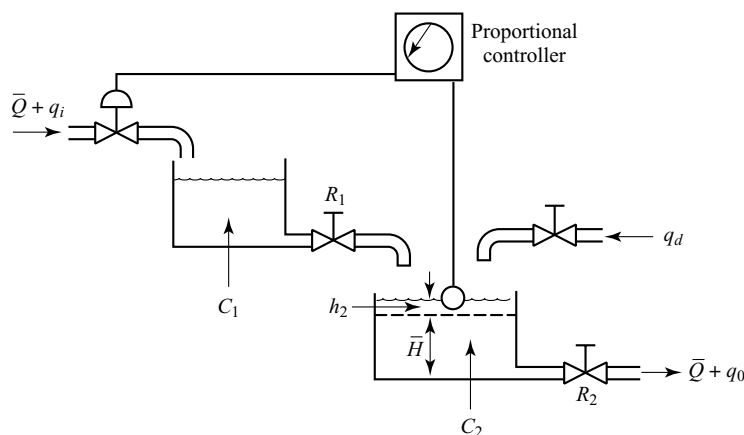 Proportional
controller
Q̅ + qᵢ
R₁
q_d
C₁
h₂
H̅
Q̅ + q₀
R₂
C₂